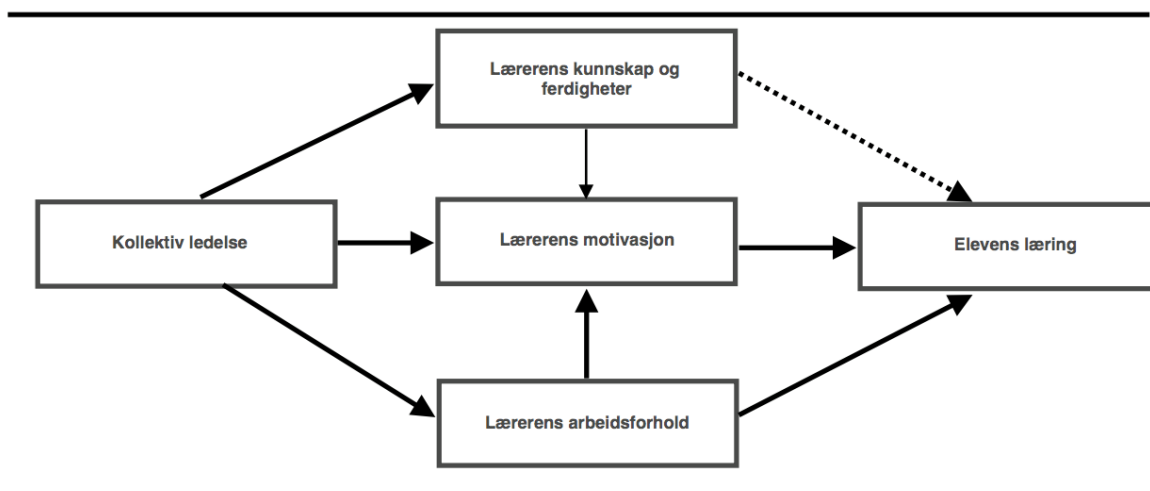 Lærerens kunnskap og
ferdigheter
Kollektiv ledelse
Lærerens motivasjon
Elevens læring
Lærerens arbeidsforhold